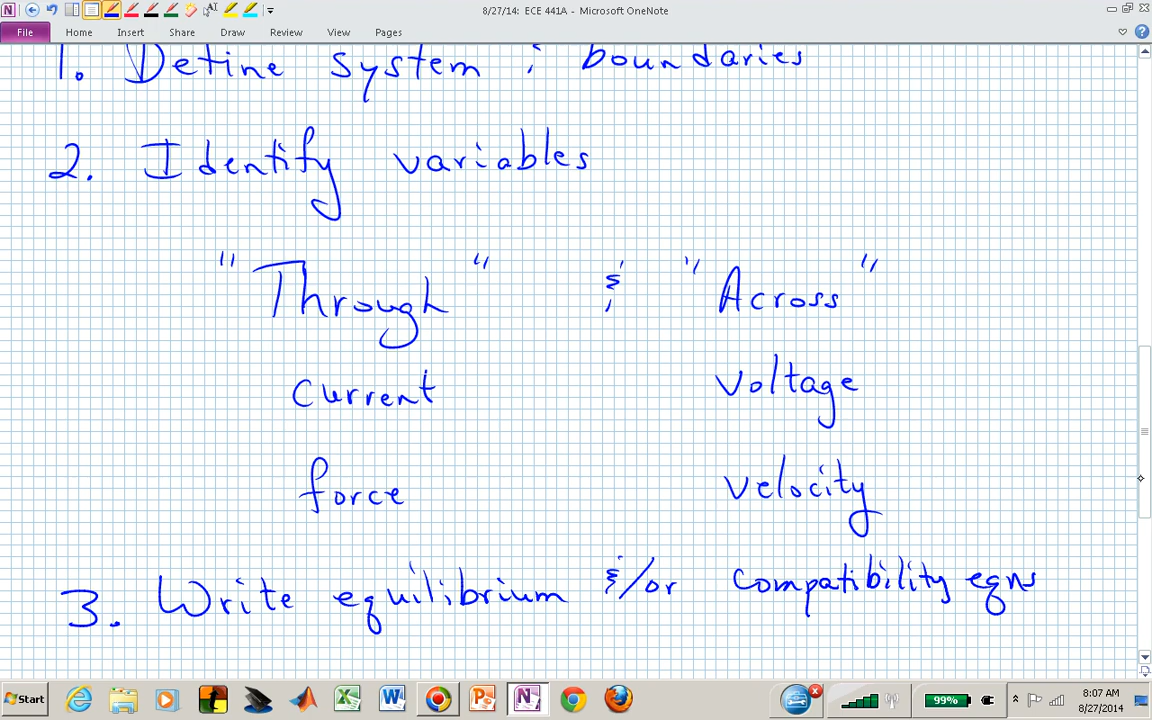 8/27/14: ECE 441A - Microsoft OneNote
File Home Insert Share Draw Review View Pages
1. Define system & boundaries
2. Identify variables
"Through" & "Across"
current voltage
force velocity
3. Write equilibrium &/or compatibility eqns
Start 99% 8:07 AM
8/27/2014